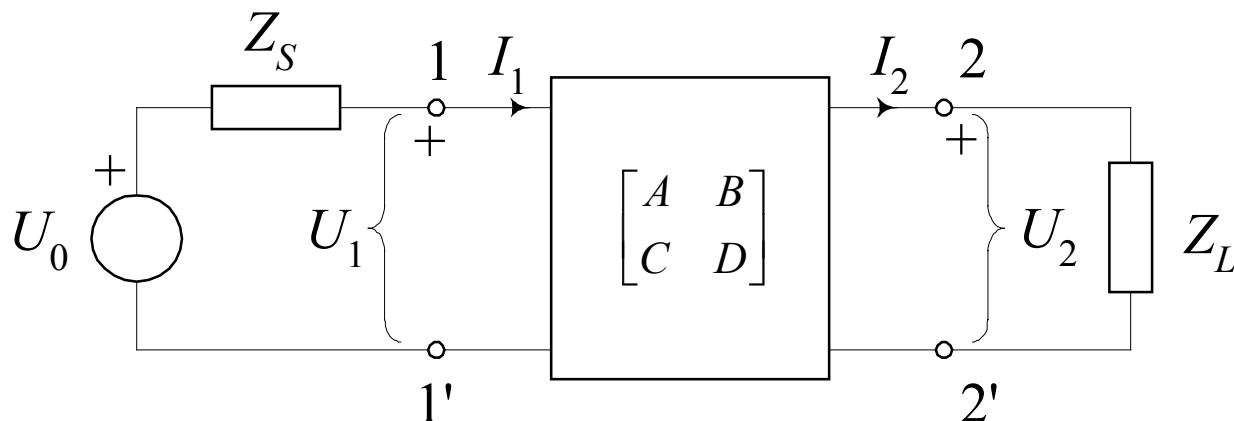 Z_S
1 I_1 I_2 2
+ + +
U_0 U_1 [A B] U_2 Z_L
[C D]
1' 2'